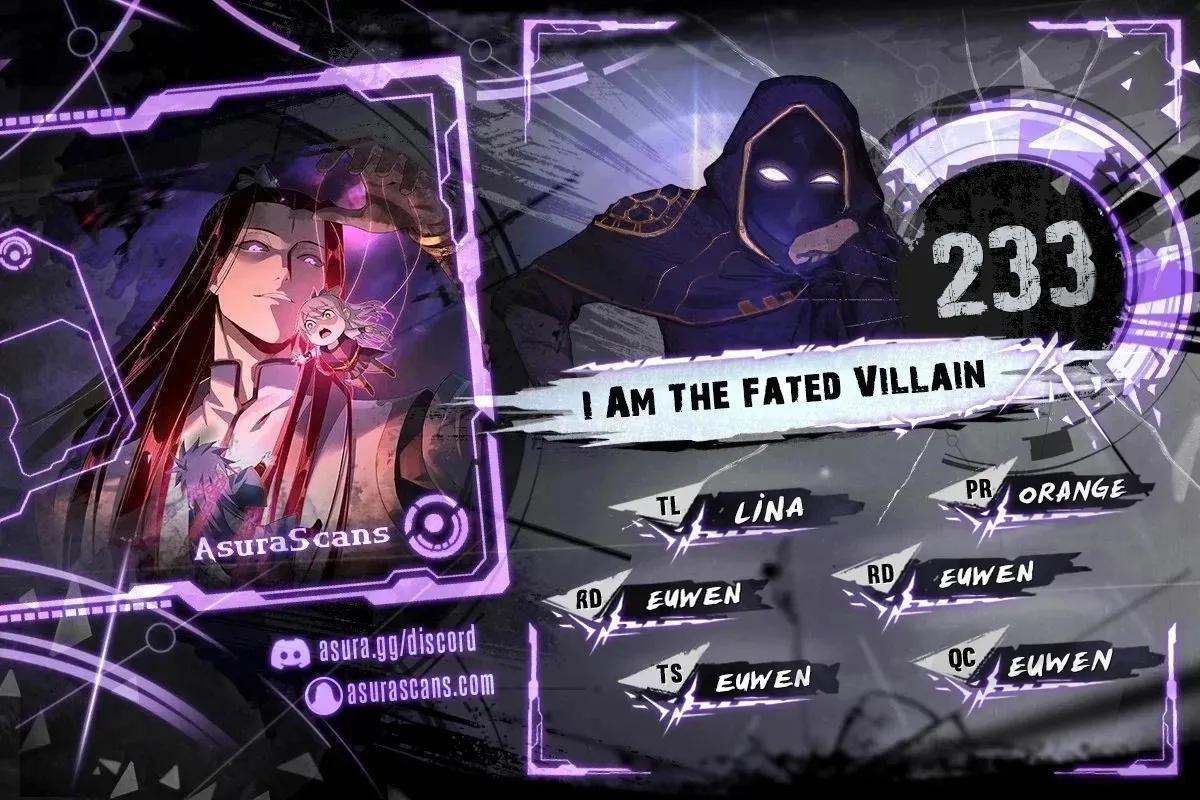 233
I AM THE FATED VILLAIN
TL LINA
PR ORANGE
RD EUWEN
RD EUWEN
TS EUWEN
QC EUWEN
AsuraScans
asura.gg/discord
asurascans.com